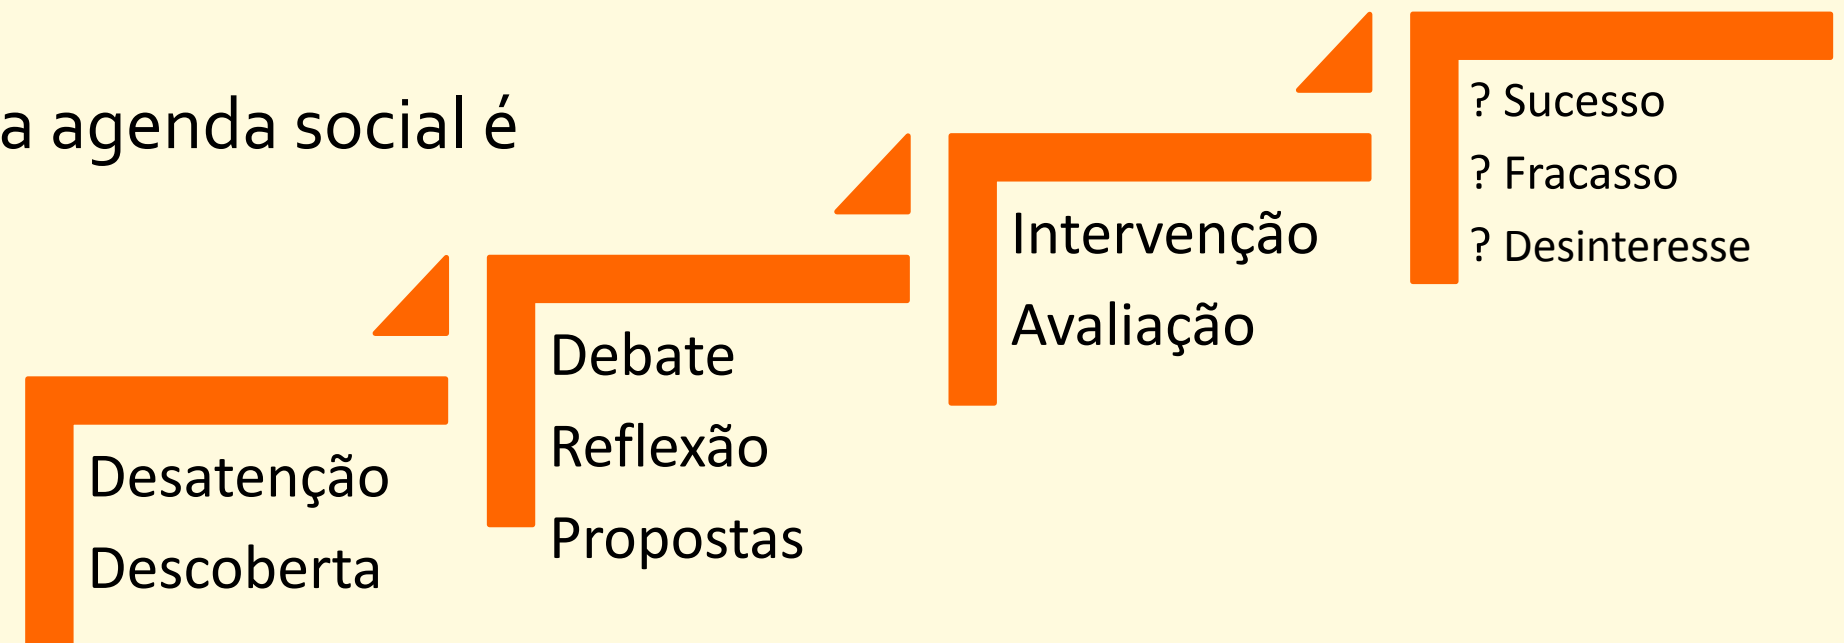 a agenda social é
Desatenção
Descoberta
Debate
Reflexão
Propostas
Intervenção
Avaliação
? Sucesso
? Fracasso
? Desinteresse